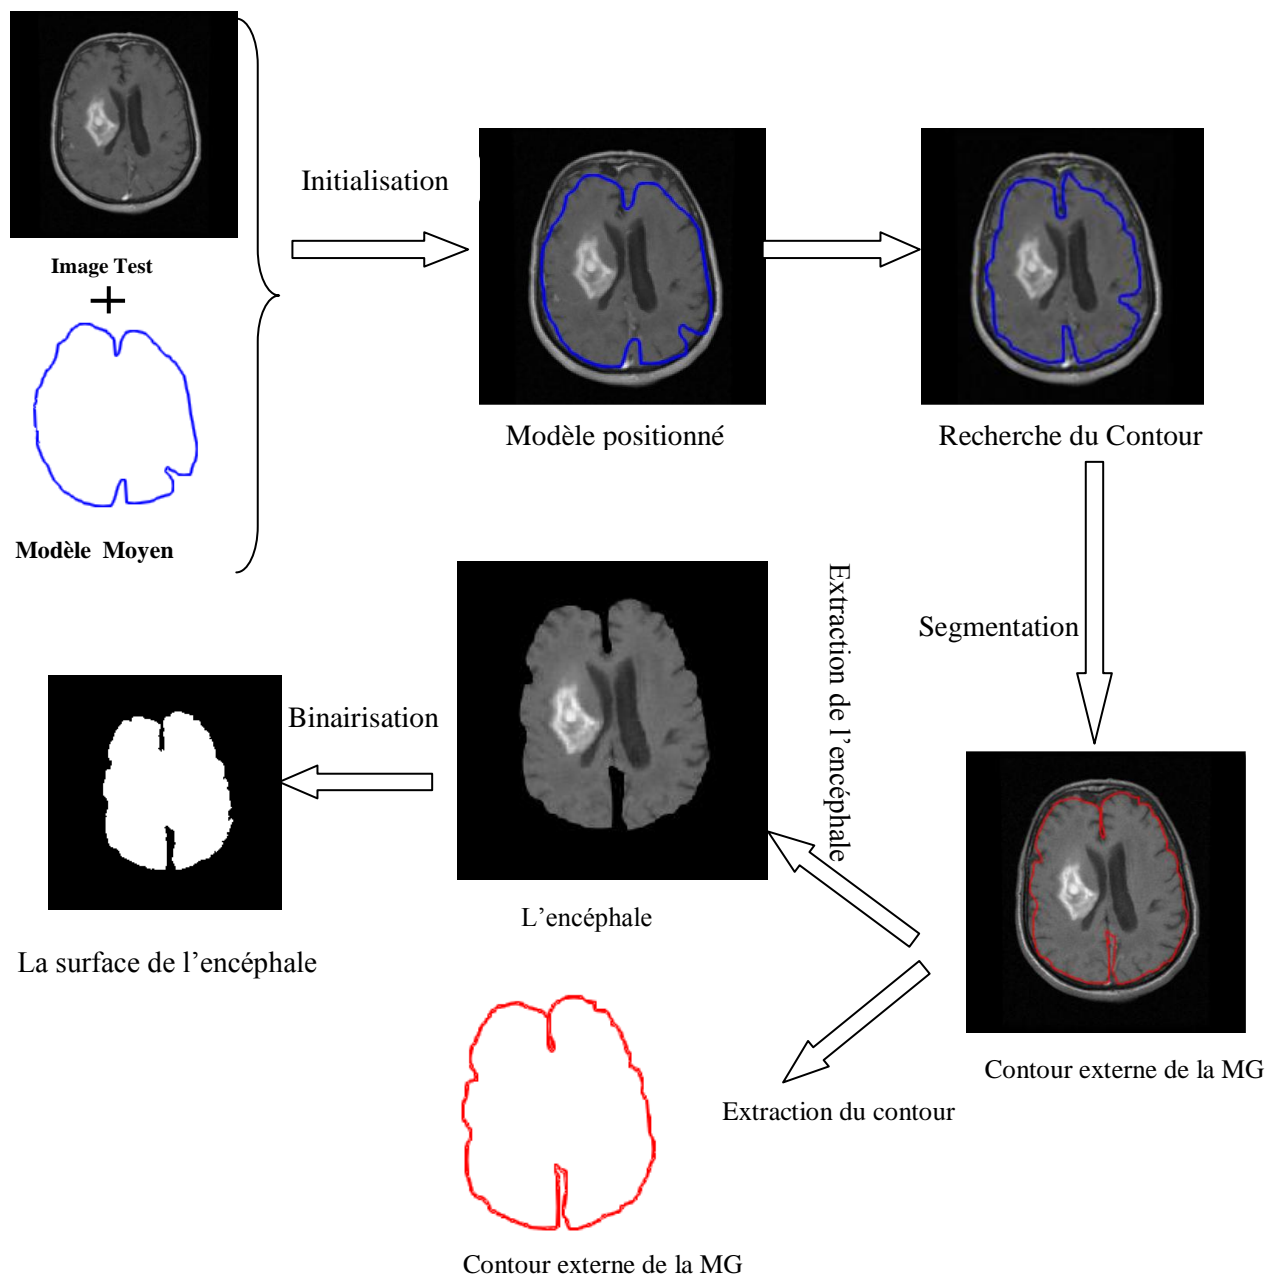 Image Test
+
Modèle Moyen
Initialisation
Modèle positionné
Recherche du Contour
Segmentation
Contour externe de la MG
Extraction de l'encéphale
L'encéphale
Binairisation
La surface de l'encéphale
Extraction du contour
Contour externe de la MG